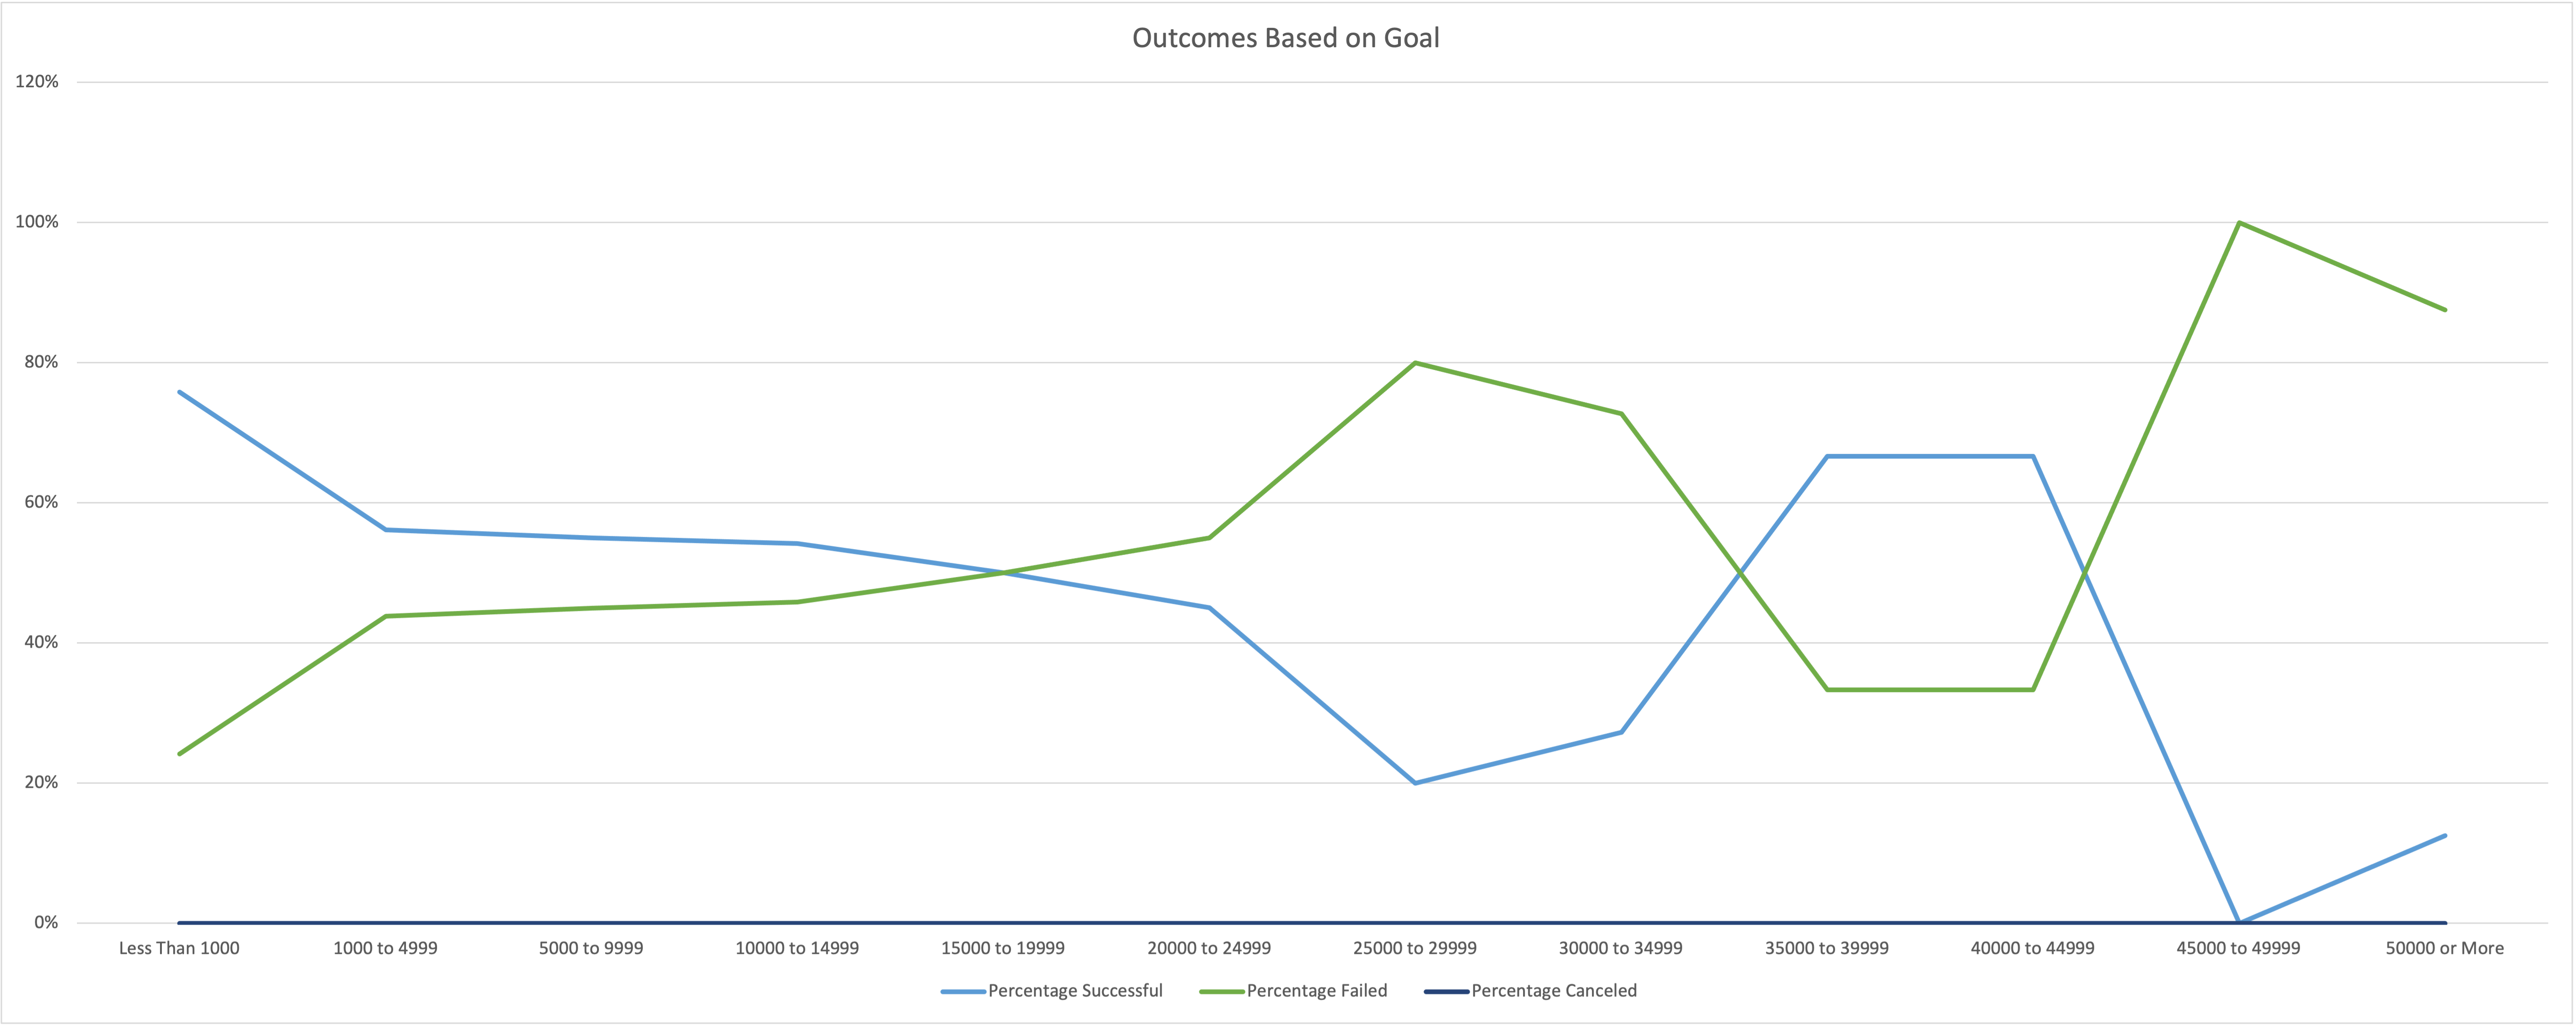 Outcomes Based on Goal
120%
100%
80%
60%
40%
20%
0%
Less Than 1000 1000 to 4999 5000 to 9999 10000 to 14999 15000 to 19999 20000 to 24999 25000 to 29999 30000 to 34999 35000 to 39999 40000 to 44999 45000 to 49999 50000 or More
Percentage Successful Percentage Failed Percentage Canceled